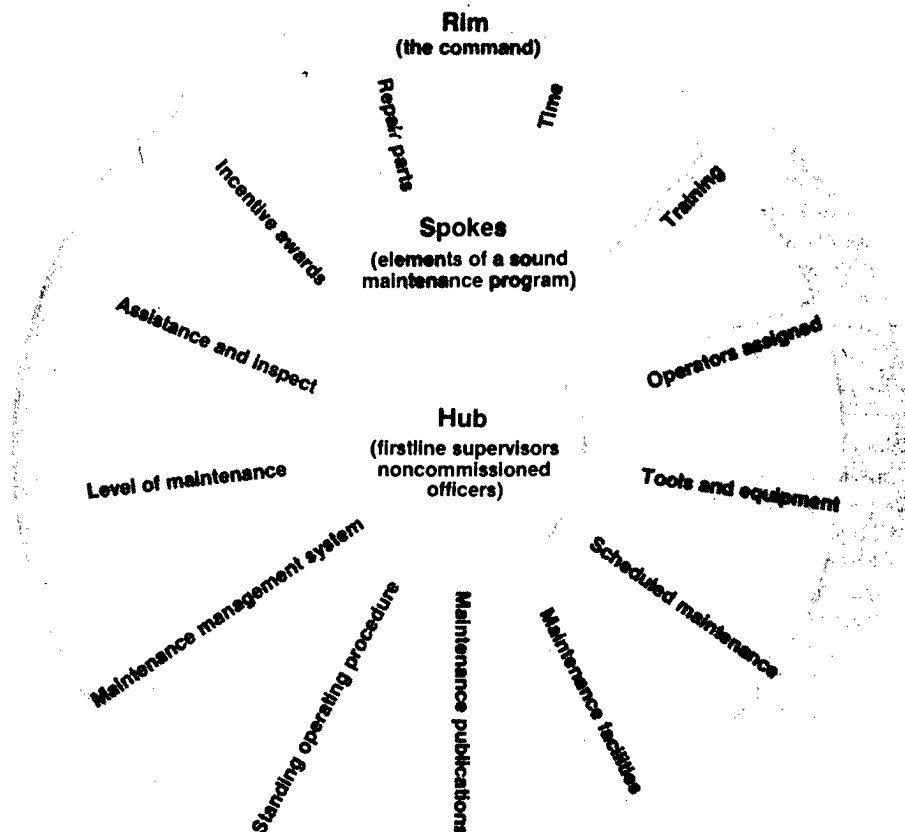 Rim
(the command)
Repair parts
Time
Incentive awards
Training
Spokes
(elements of a sound
maintenance program)
Assistance and inspect
Operators assigned
Hub
(firstline supervisors
noncommissioned
officers)
Level of maintenance
Tools and equipment
Maintenance management system
Scheduled maintenance
Standing operating procedure
Maintenance publications
Maintenance facilities